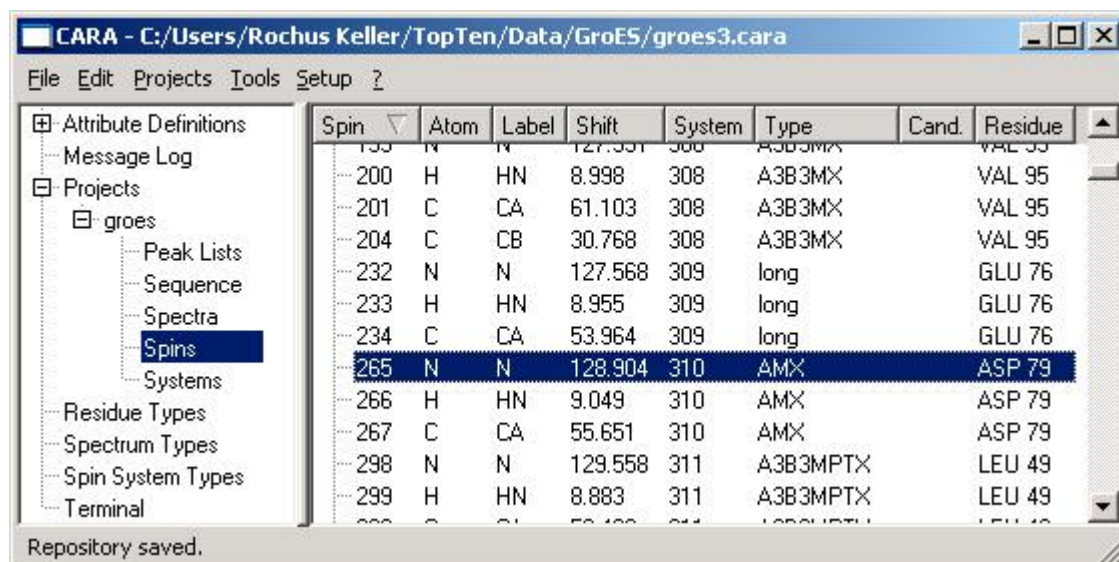 CARA - C:/Users/Rochus Keller/TopTen/Data/GroES/groes3.cara
File Edit Projects Tools Setup ?
Attribute Definitions
Message Log
Projects
groes
Peak Lists
Sequence
Spectra
Spins
Systems
Residue Types
Spectrum Types
Spin System Types
Terminal
Spin Atom Label Shift System Type Cand. Residue
200 H HN 8.998 308 A3B3MX VAL 95
201 C CA 61.103 308 A3B3MX VAL 95
204 C CB 30.768 308 A3B3MX VAL 95
232 N N 127.568 309 long GLU 76
233 H HN 8.955 309 long GLU 76
234 C CA 53.964 309 long GLU 76
265 N N 128.904 310 AMX ASP 79
266 H HN 9.049 310 AMX ASP 79
267 C CA 55.651 310 AMX ASP 79
298 N N 129.558 311 A3B3MPTX LEU 49
299 H HN 8.883 311 A3B3MPTX LEU 49
Repository saved.